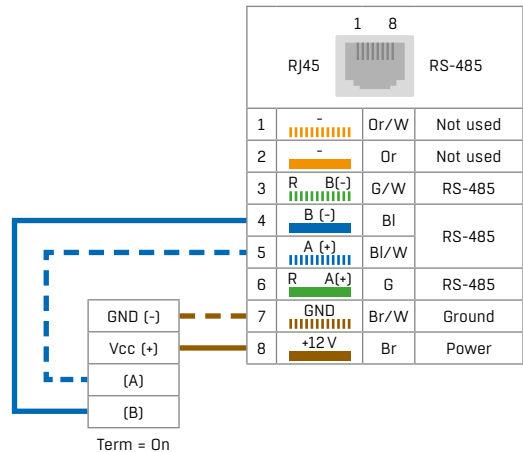 1 8
RJ45 RS-485
1 - Or/W Not used
2 - Or Not used
3 R B(-) G/W RS-485
4 B (-) Bl
RS-485
5 A (+) Bl/W
6 R A(+) G RS-485
7 GND Br/W Ground
8 +12 V Br Power
GND (-)
Vcc (+)
(A)
(B)
Term = On